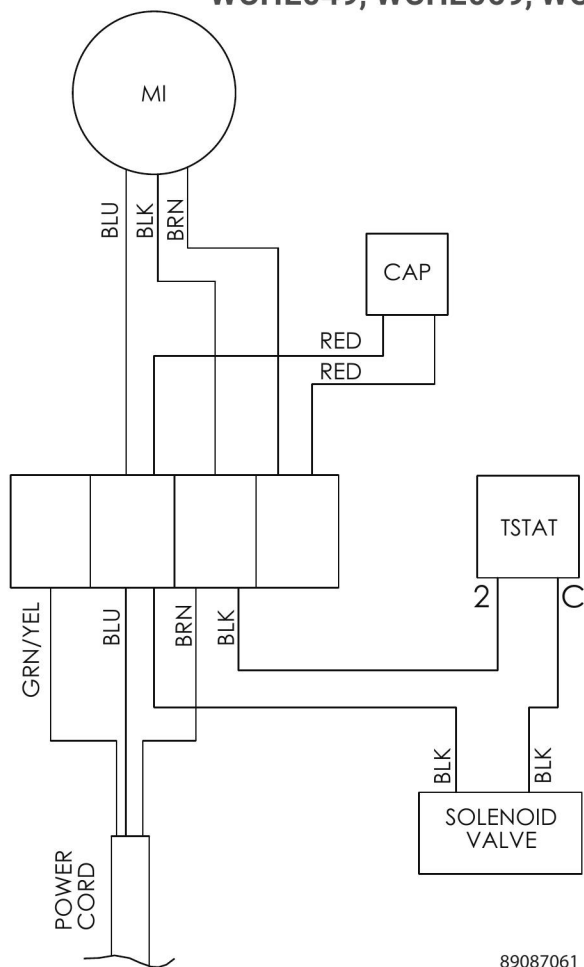 MI
BLU
BLK
BRN
CAP
RED
RED
TSTAT
2
C
GRN/YEL
BLU
BRN
BLK
BLK
BLK
SOLENOID
VALVE
POWER
CORD
89087061